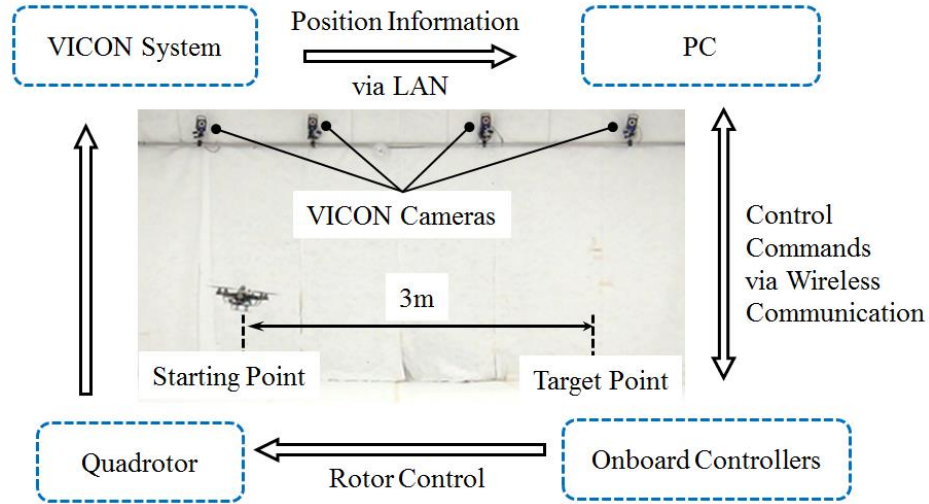 VICON System
Position Information
via LAN
PC
VICON Cameras
Control
Commands
via Wireless
Communication
3m
Starting Point
Target Point
Quadrotor
Rotor Control
Onboard Controllers